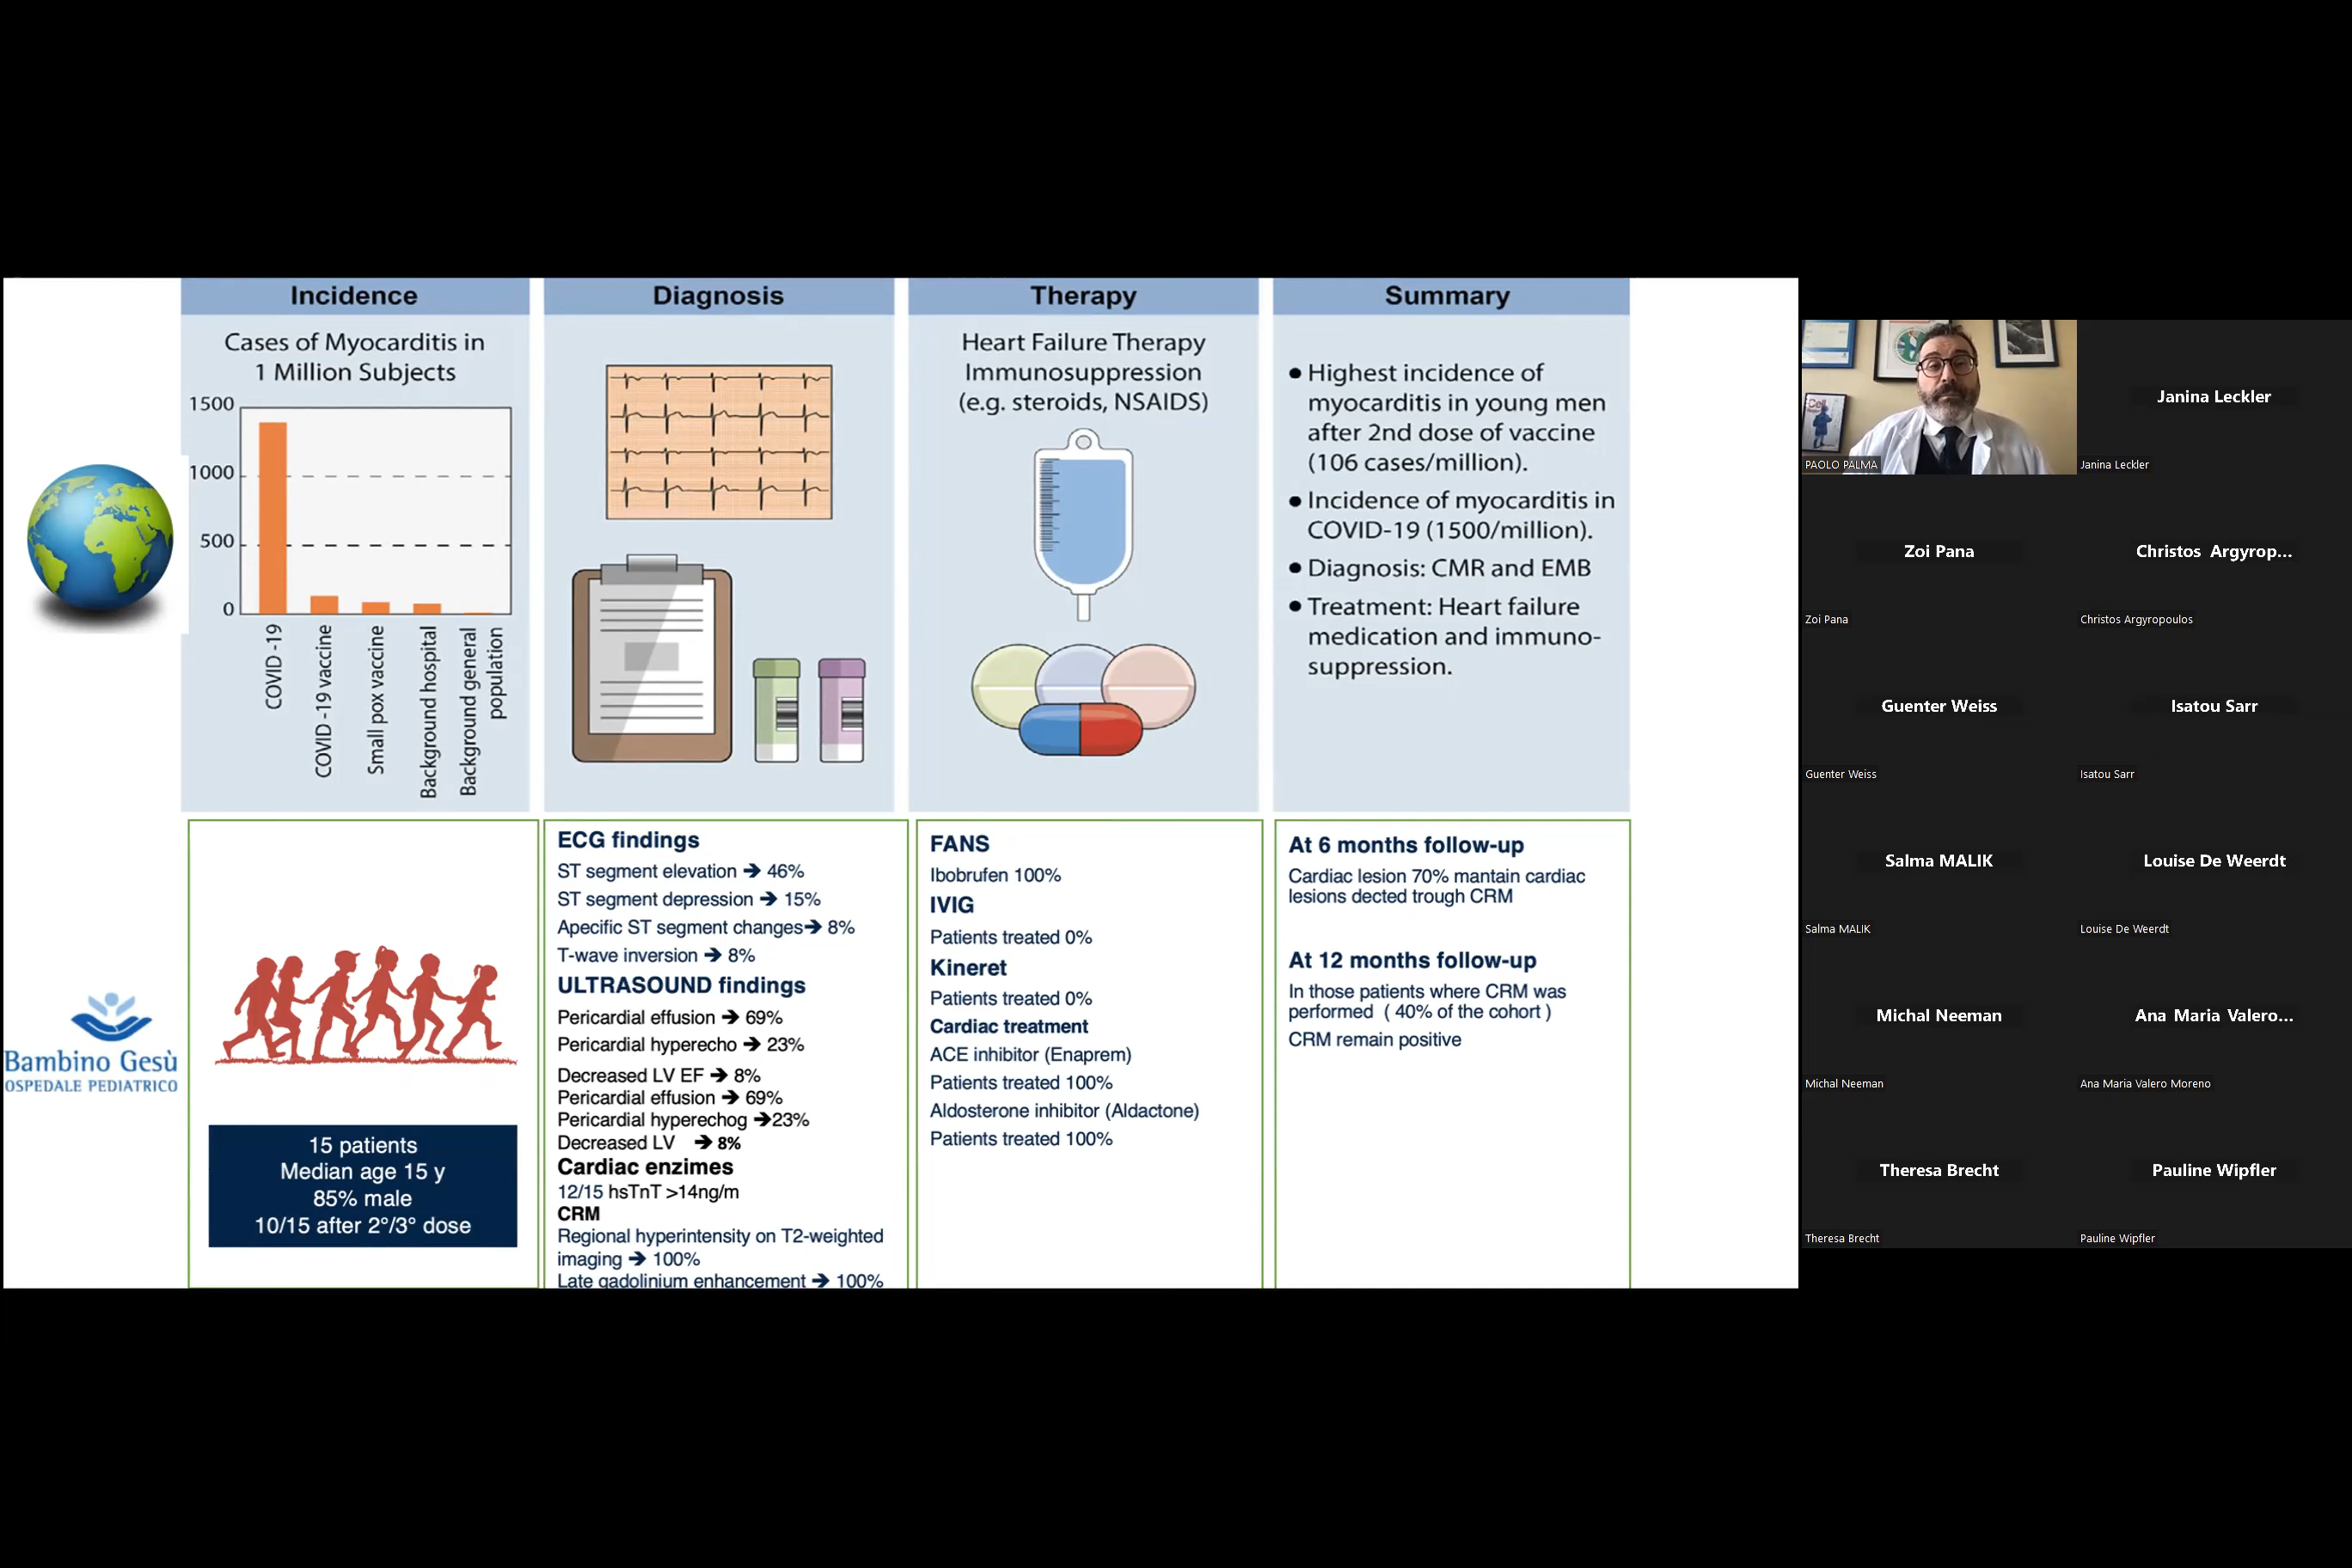 Incidence
Cases of Myocarditis in
1 Million Subjects
1500
1000
500
0
COVID -19
COVID -19 vaccine
Small pox vaccine
Background hospital
Background general
population
Diagnosis
Therapy
Heart Failure Therapy
Immunosuppression
(e.g. steroids, NSAIDS)
Summary
● Highest incidence of
myocarditis in young men
after 2nd dose of vaccine
(106 cases/million).
● Incidence of myocarditis in
COVID-19 (1500/million).
● Diagnosis: CMR and EMB
● Treatment: Heart failure
medication and immuno-
suppression.
Bambino Gesù
OSPEDALE PEDIATRICO
15 patients
Median age 15 y
85% male
10/15 after 2°/3° dose
ECG findings
ST segment elevation ➔ 46%
ST segment depression ➔ 15%
Apecific ST segment changes➔ 8%
T-wave inversion ➔ 8%
ULTRASOUND findings
Pericardial effusion ➔ 69%
Pericardial hyperecho ➔ 23%
Decreased LV EF ➔ 8%
Pericardial effusion ➔ 69%
Pericardial hyperechog ➔23%
Decreased LV ➔ 8%
Cardiac enzimes
12/15 hsTnT >14ng/m
CRM
Regional hyperintensity on T2-weighted
imaging ➔ 100%
Late gadolinium enhancement ➔ 100%
FANS
Ibobrufen 100%
IVIG
Patients treated 0%
Kineret
Patients treated 0%
Cardiac treatment
ACE inhibitor (Enaprem)
Patients treated 100%
Aldosterone inhibitor (Aldactone)
Patients treated 100%
At 6 months follow-up
Cardiac lesion 70% mantain cardiac
lesions dected trough CRM
At 12 months follow-up
In those patients where CRM was
performed ( 40% of the cohort )
CRM remain positive
Cell
PAOLO PALMA
Janina Leckler
Janina Leckler
Zoi Pana
Zoi Pana
Christos Argyrop...
Christos Argyropoulos
Guenter Weiss
Guenter Weiss
Isatou Sarr
Isatou Sarr
Salma MALIK
Salma MALIK
Louise De Weerdt
Louise De Weerdt
Michal Neeman
Michal Neeman
Ana Maria Valero...
Ana Maria Valero Moreno
Theresa Brecht
Theresa Brecht
Pauline Wipfler
Pauline Wipfler